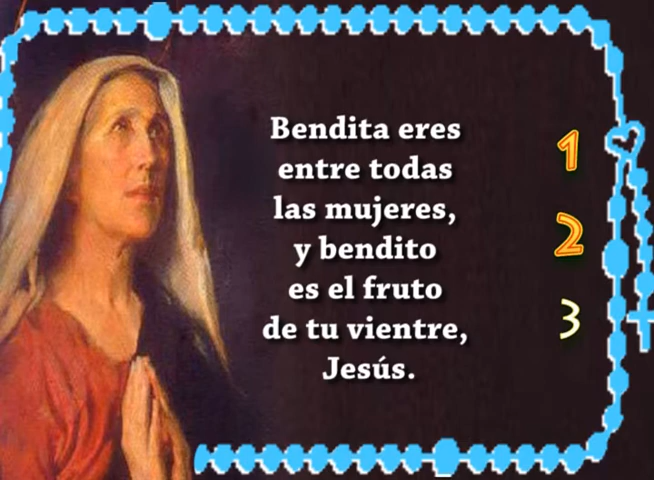 Bendita eres
entre todas
las mujeres,
y bendito
es el fruto
de tu vientre,
Jesús.
1
2
3